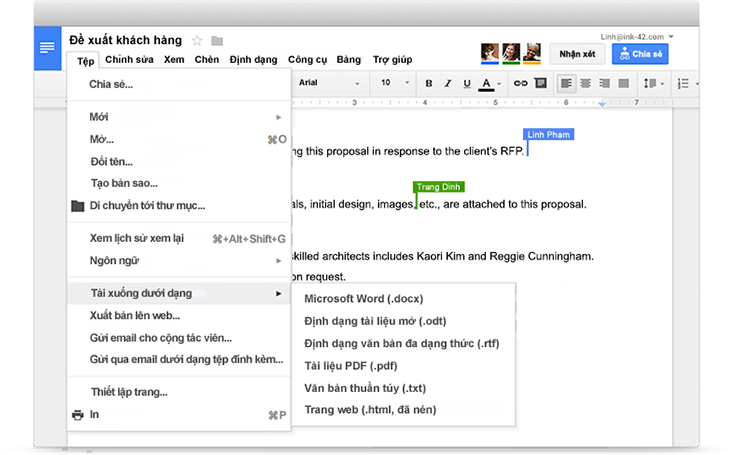 Đề xuất khách hàng
Linh@ink-42.com
Tệp Chỉnh sửa Xem Chèn Định dạng Công cụ Bảng Trợ giúp
Nhận xét
Chia sẻ
Arial 10 B I U A
3 4 5 6 7
Chia sẻ...
Mới
Mở... ⌘O
Đổi tên...
Tạo bản sao...
Di chuyển tới thư mục...
Xem lịch sử xem lại ⌘+Alt+Shift+G
Ngôn ngữ
Tải xuống dưới dạng
Xuất bản lên web...
Gửi email cho cộng tác viên...
Gửi qua email dưới dạng tệp đính kèm...
Thiết lập trang...
In ⌘P
Microsoft Word (.docx)
Định dạng tài liệu mở (.odt)
Định dạng văn bản đa dạng thức (.rtf)
Tài liệu PDF (.pdf)
Văn bản thuần túy (.txt)
Trang web (.html, đã nén)
Linh Pham
ng this proposal in response to the client's RFP.
Trang Dinh
als, initial design, images, etc., are attached to this proposal.
skilled architects includes Kaori Kim and Reggie Cunningham.
on request.